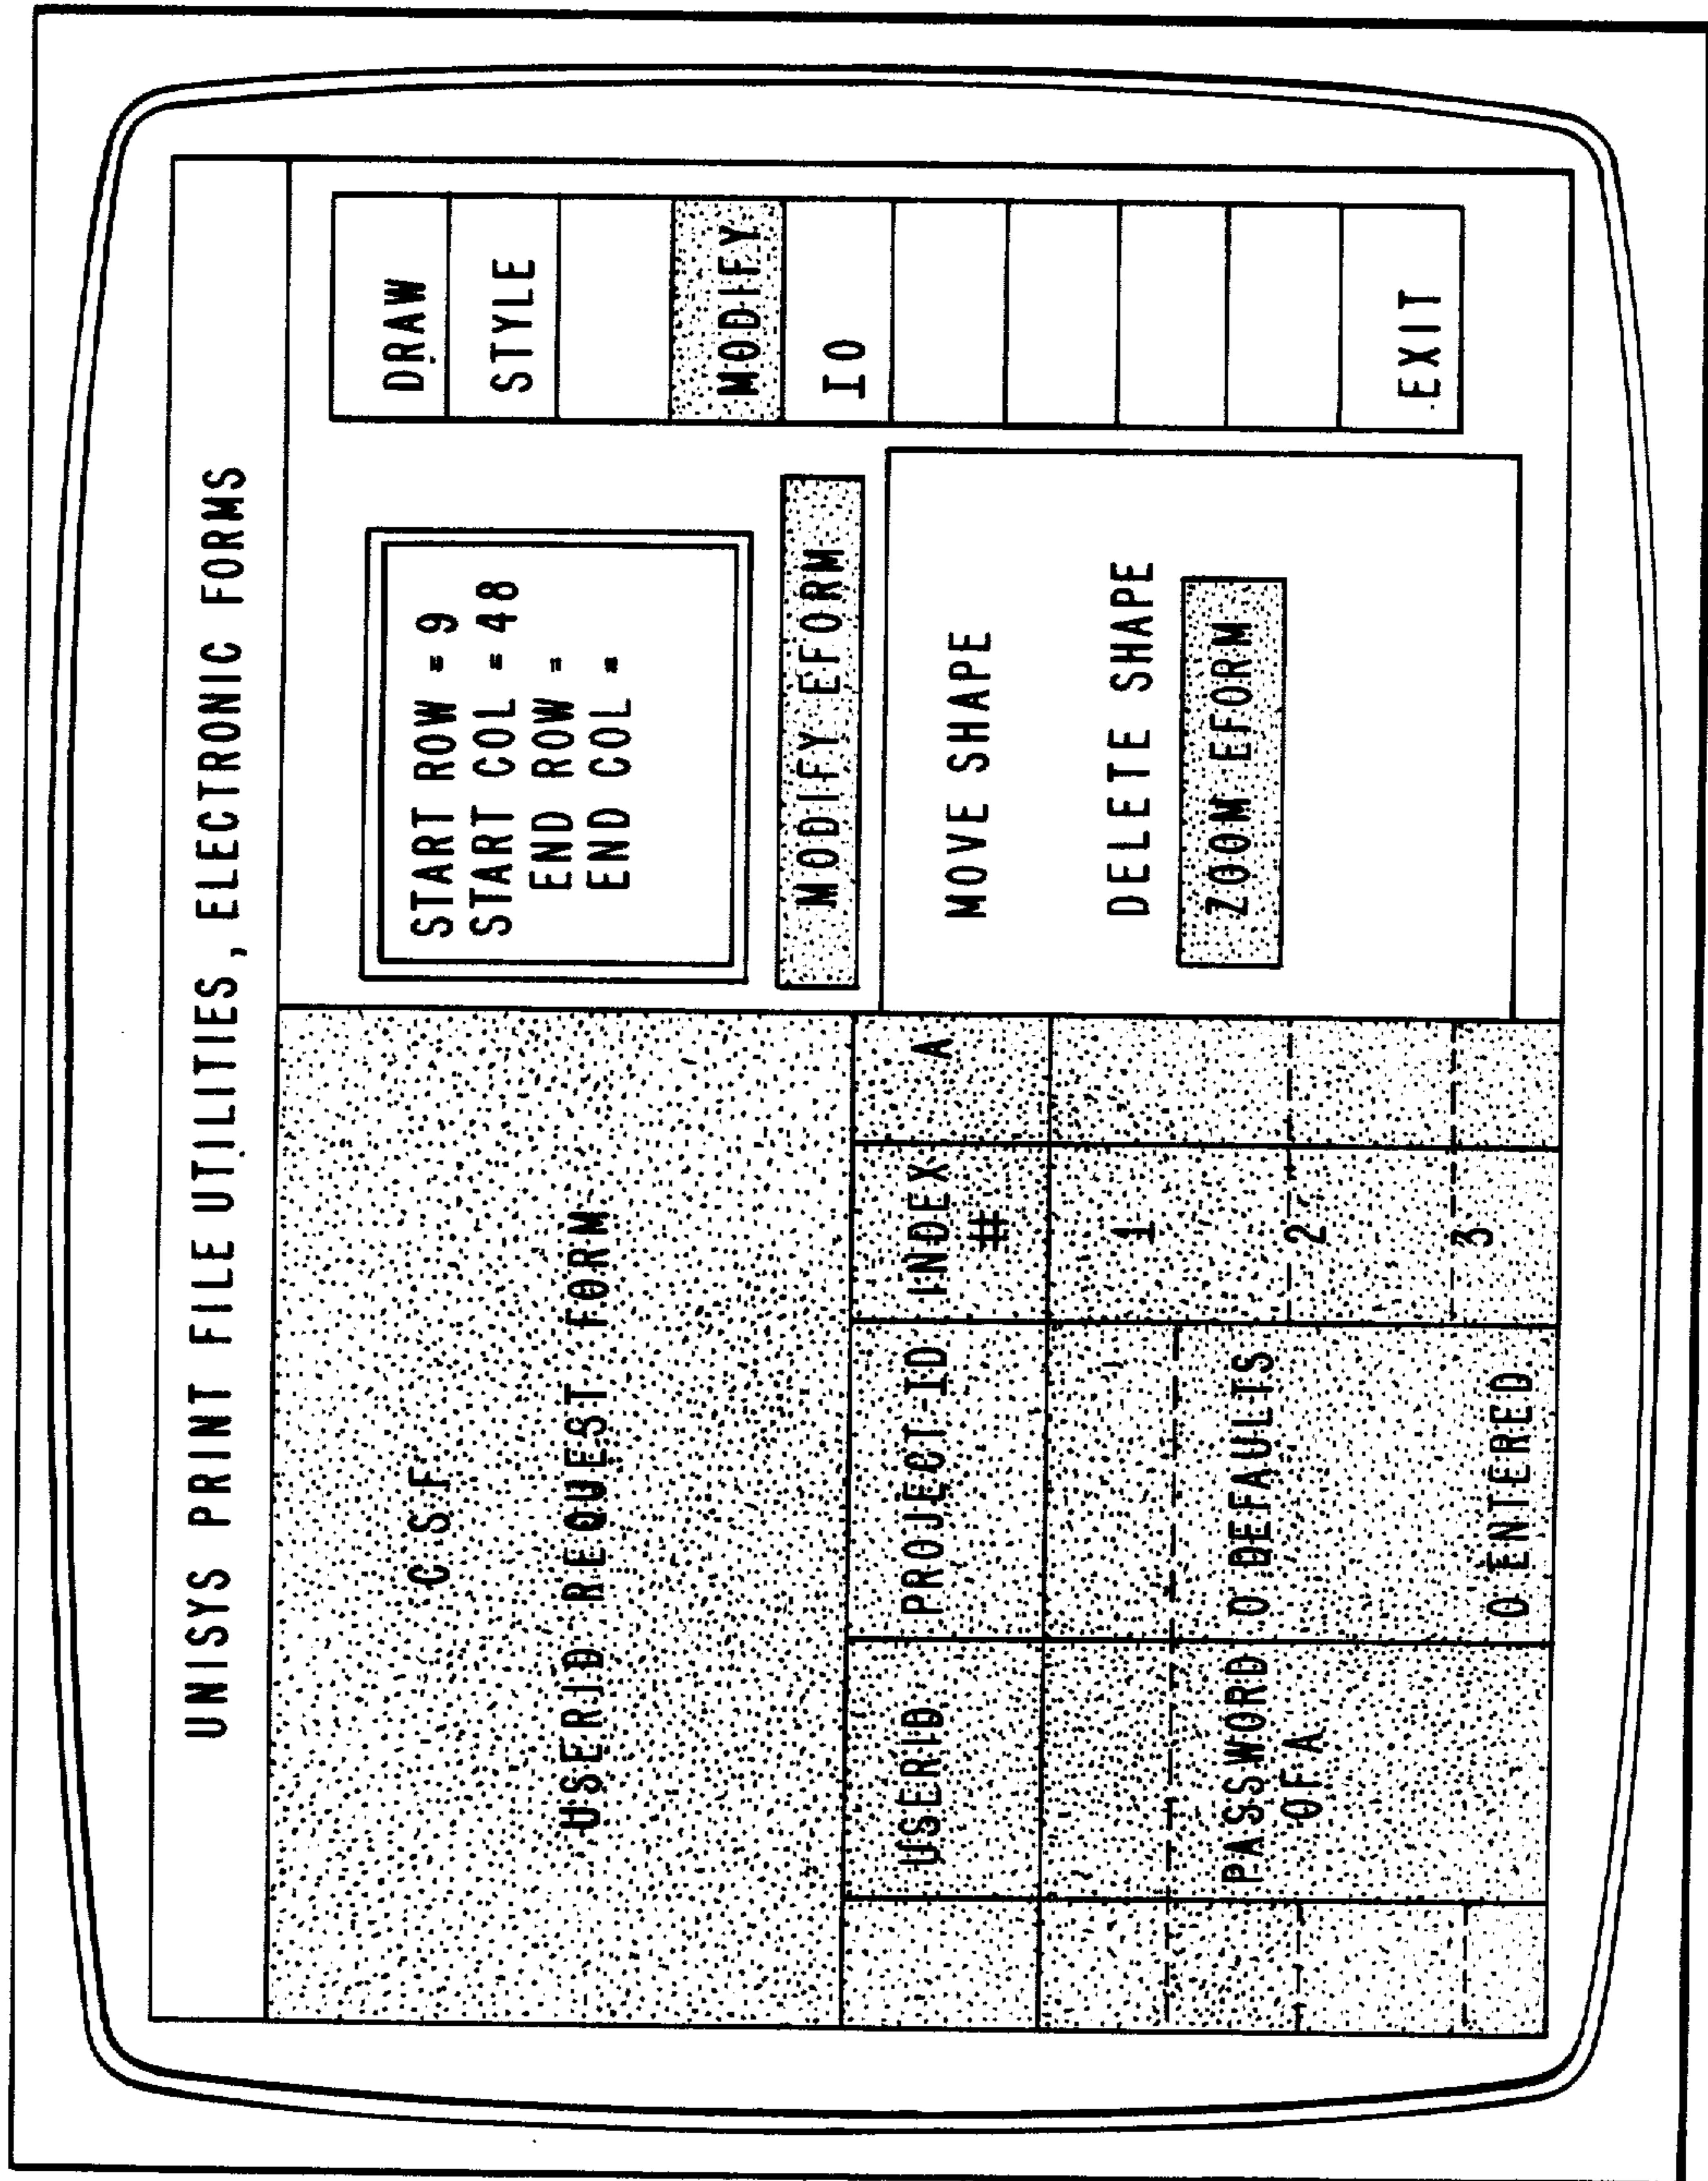 UNISYS PRINT FILE UTILITIES, ELECTRONIC FORMS
C S F
USERID REQUEST FORM
USERID PROJECT-ID INDEX A
#
1
PASSWORD O DEFAULTS
OF A 2
O ENTERED 3
START ROW = 9
START COL = 48
END ROW =
END COL =
MODIFY EFORM
MOVE SHAPE
DELETE SHAPE
ZOOM EFORM
DRAW
STYLE
MODIFY
IO
EXIT